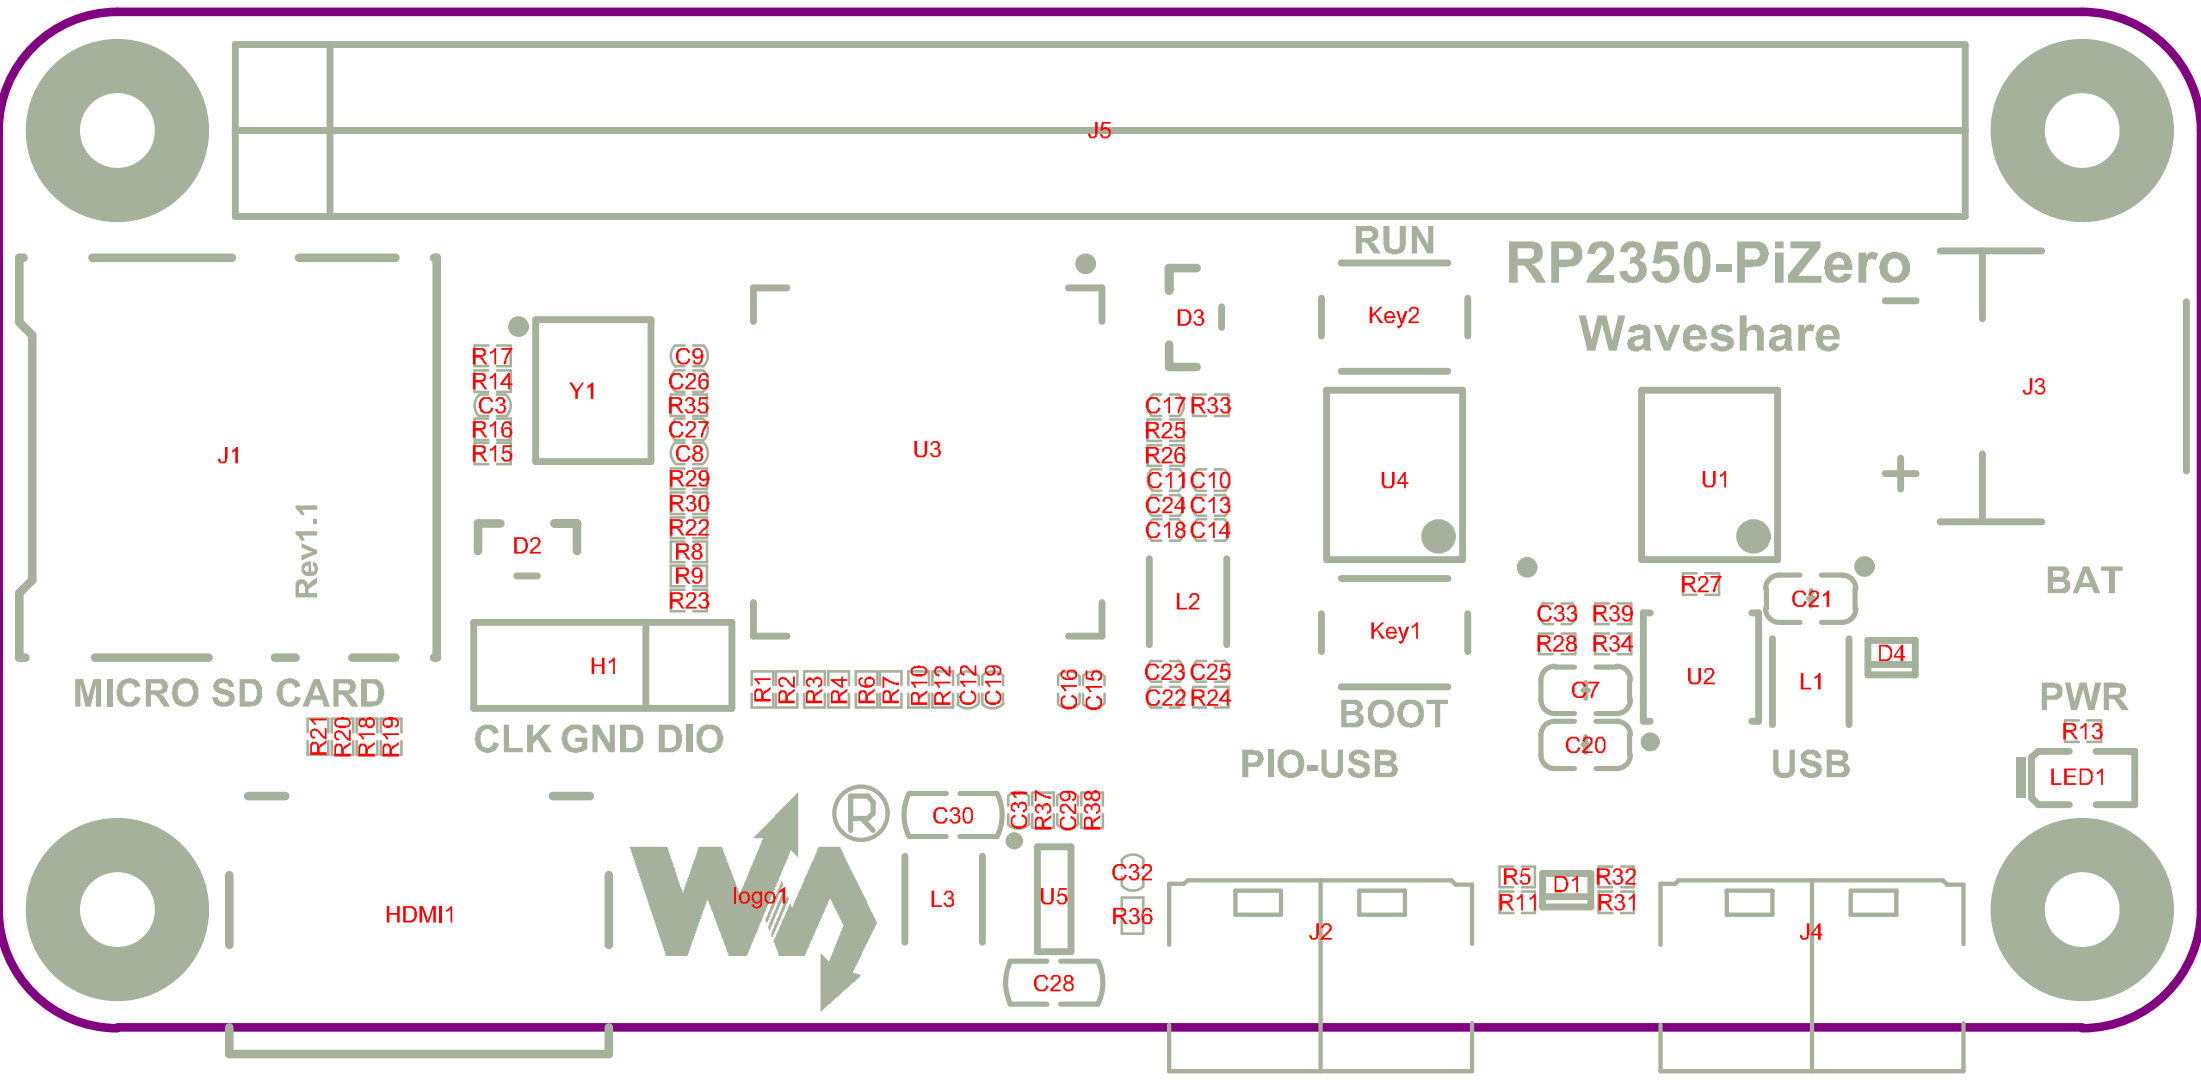 J5
RUN
RP2350-PiZero
Waveshare
D3
Key2
J3
R17
R14
C3
R16
R15
Y1
C9
C26
R35
C27
C8
R29
R30
R22
R8
R9
R23
U3
C17 R33
R25
R26
C11 C10
C24 C13
C18 C14
U4
U1
J1
Rev1.1
D2
L2
Key1
R27
C21
BAT
C33 R39
R28 R34
U2
L1
D4
H1
MICRO SD CARD
R21
R20
R18
R19
CLK GND DIO
R1
R2
R3
R4
R6
R7
R10
R12
C12
C19
C16
C15
C23 C25
C22 R24
BOOT
C7
C20
PWR
R13
LED1
PIO-USB
USB
®
C30
C31
R37
C29
R38
C32
R36
logo1
L3
U5
C28
HDMI1
R5
R11
D1
R32
R31
J2
J4